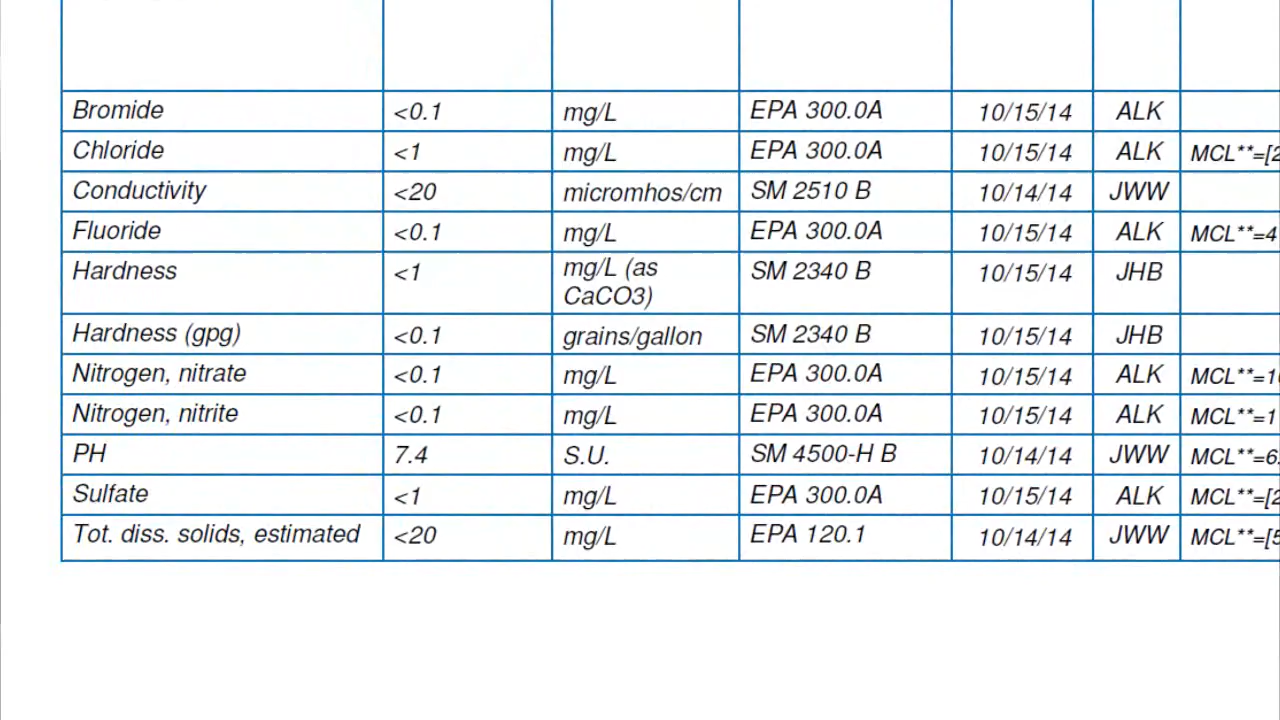 Bromide <0.1 mg/L EPA 300.0A 10/15/14 ALK
Chloride <1 mg/L EPA 300.0A 10/15/14 ALK MCL**=[2
Conductivity <20 micromhos/cm SM 2510 B 10/14/14 JWW
Fluoride <0.1 mg/L EPA 300.0A 10/15/14 ALK MCL**=4
Hardness <1 mg/L (as SM 2340 B 10/15/14 JHB
CaCO3)
Hardness (gpg) <0.1 grains/gallon SM 2340 B 10/15/14 JHB
Nitrogen, nitrate <0.1 mg/L EPA 300.0A 10/15/14 ALK MCL**=1
Nitrogen, nitrite <0.1 mg/L EPA 300.0A 10/15/14 ALK MCL**=1
PH 7.4 S.U. SM 4500-H B 10/14/14 JWW MCL**=6
Sulfate <1 mg/L EPA 300.0A 10/15/14 ALK MCL**=[2
Tot. diss. solids, estimated <20 mg/L EPA 120.1 10/14/14 JWW MCL**=[5